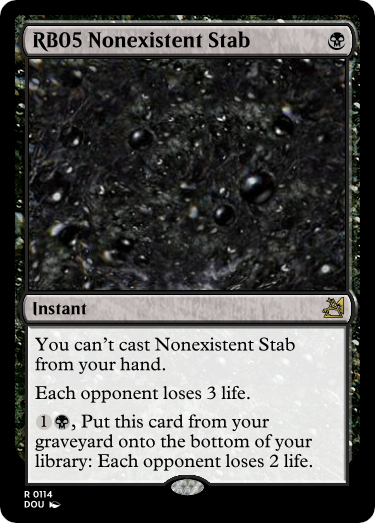 RB05 Nonexistent Stab
Instant
You can't cast Nonexistent Stab
from your hand.
Each opponent loses 3 life.
1, Put this card from your
graveyard onto the bottom of your
library: Each opponent loses 2 life.
R 0114
DOU